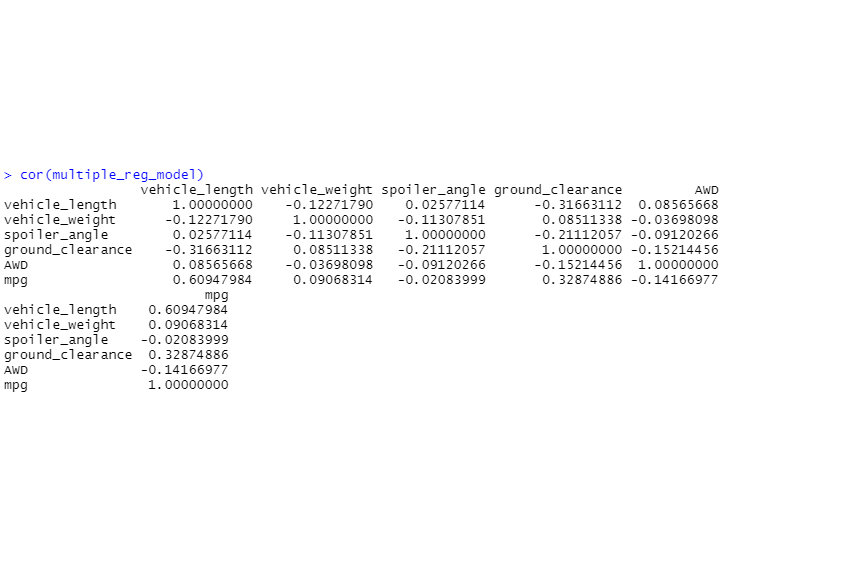 > cor(multiple_reg_model)
               vehicle_length vehicle_weight spoiler_angle ground_clearance         AWD
vehicle_length       1.00000000    -0.12271790    0.02577114      -0.31663112  0.08565668
vehicle_weight      -0.12271790     1.00000000   -0.11307851       0.08511338 -0.03698098
spoiler_angle        0.02577114    -0.11307851    1.00000000      -0.21112057 -0.09120266
ground_clearance    -0.31663112     0.08511338   -0.21112057       1.00000000 -0.15214456
AWD                  0.08565668    -0.03698098   -0.09120266      -0.15214456  1.00000000
mpg                  0.60947984     0.09068314   -0.02083999       0.32874886 -0.14166977
                         mpg
vehicle_length    0.60947984
vehicle_weight    0.09068314
spoiler_angle    -0.02083999
ground_clearance  0.32874886
AWD              -0.14166977
mpg               1.00000000